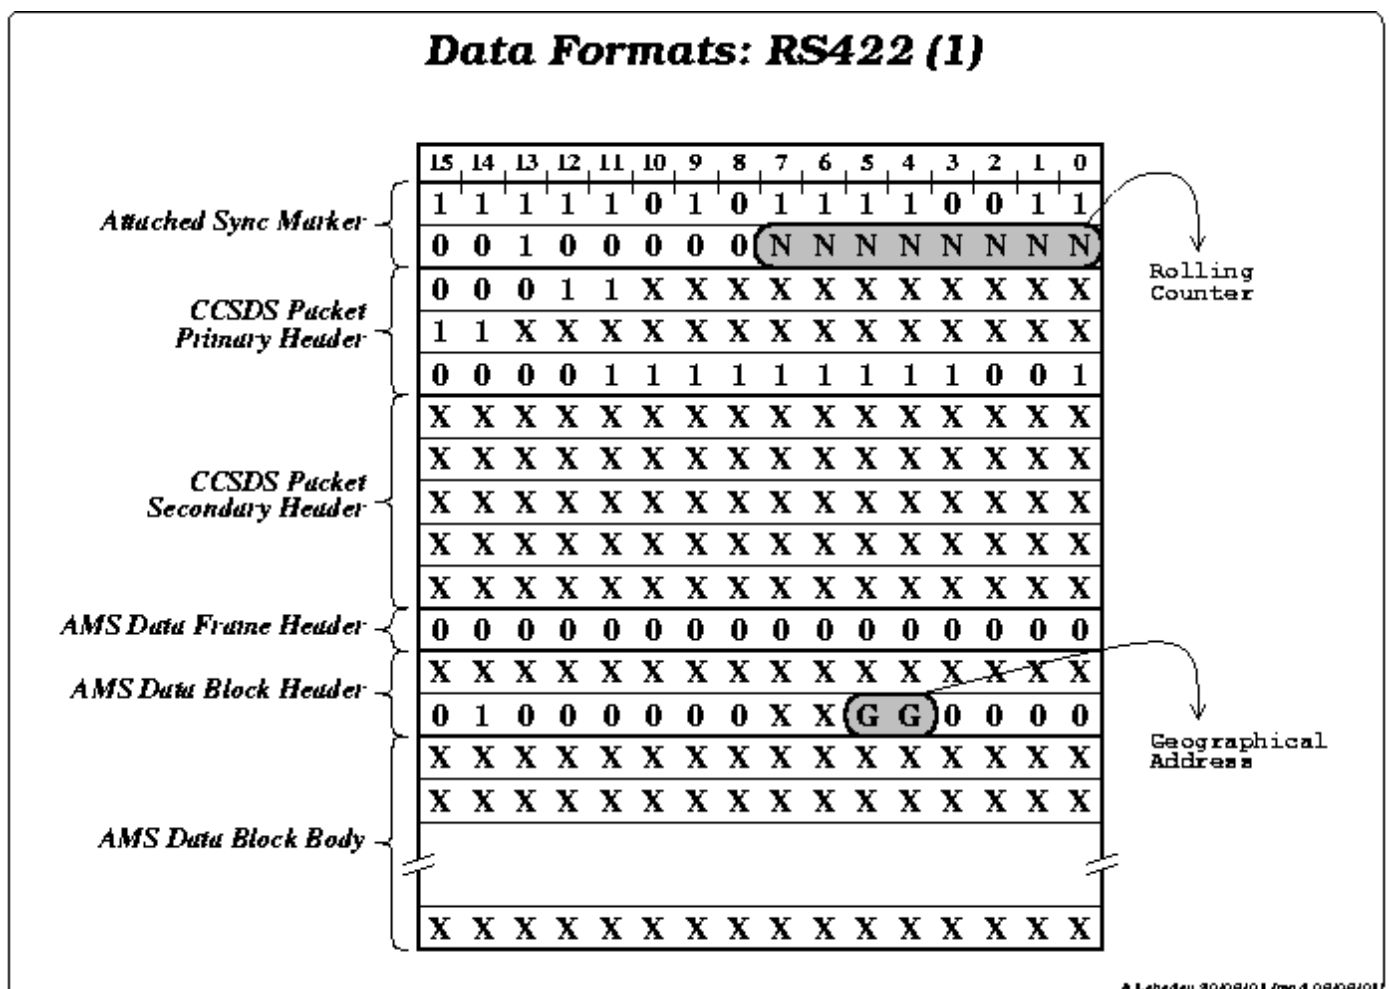 Data Formats: RS422 (1)
15 14 13 12 11 10 9 8 7 6 5 4 3 2 1 0
Attached Sync Marker
1 1 1 1 1 0 1 0 1 1 1 1 0 0 1 1
0 0 1 0 0 0 0 0 N N N N N N N N
Rolling
Counter
CCSDS Packet
Primary Header
0 0 0 1 1 X X X X X X X X X X X
1 1 X X X X X X X X X X X X X X
0 0 0 0 1 1 1 1 1 1 1 1 1 0 0 1
CCSDS Packet
Secondary Header
X X X X X X X X X X X X X X X X
X X X X X X X X X X X X X X X X
X X X X X X X X X X X X X X X X
X X X X X X X X X X X X X X X X
X X X X X X X X X X X X X X X X
AMS Data Frame Header
0 0 0 0 0 0 0 0 0 0 0 0 0 0 0 0
AMS Data Block Header
X X X X X X X X X X X X X X X X
0 1 0 0 0 0 0 0 X X G G 0 0 0 0
Geographical
Address
AMS Data Block Body
X X X X X X X X X X X X X X X X
X X X X X X X X X X X X X X X X
X X X X X X X X X X X X X X X X